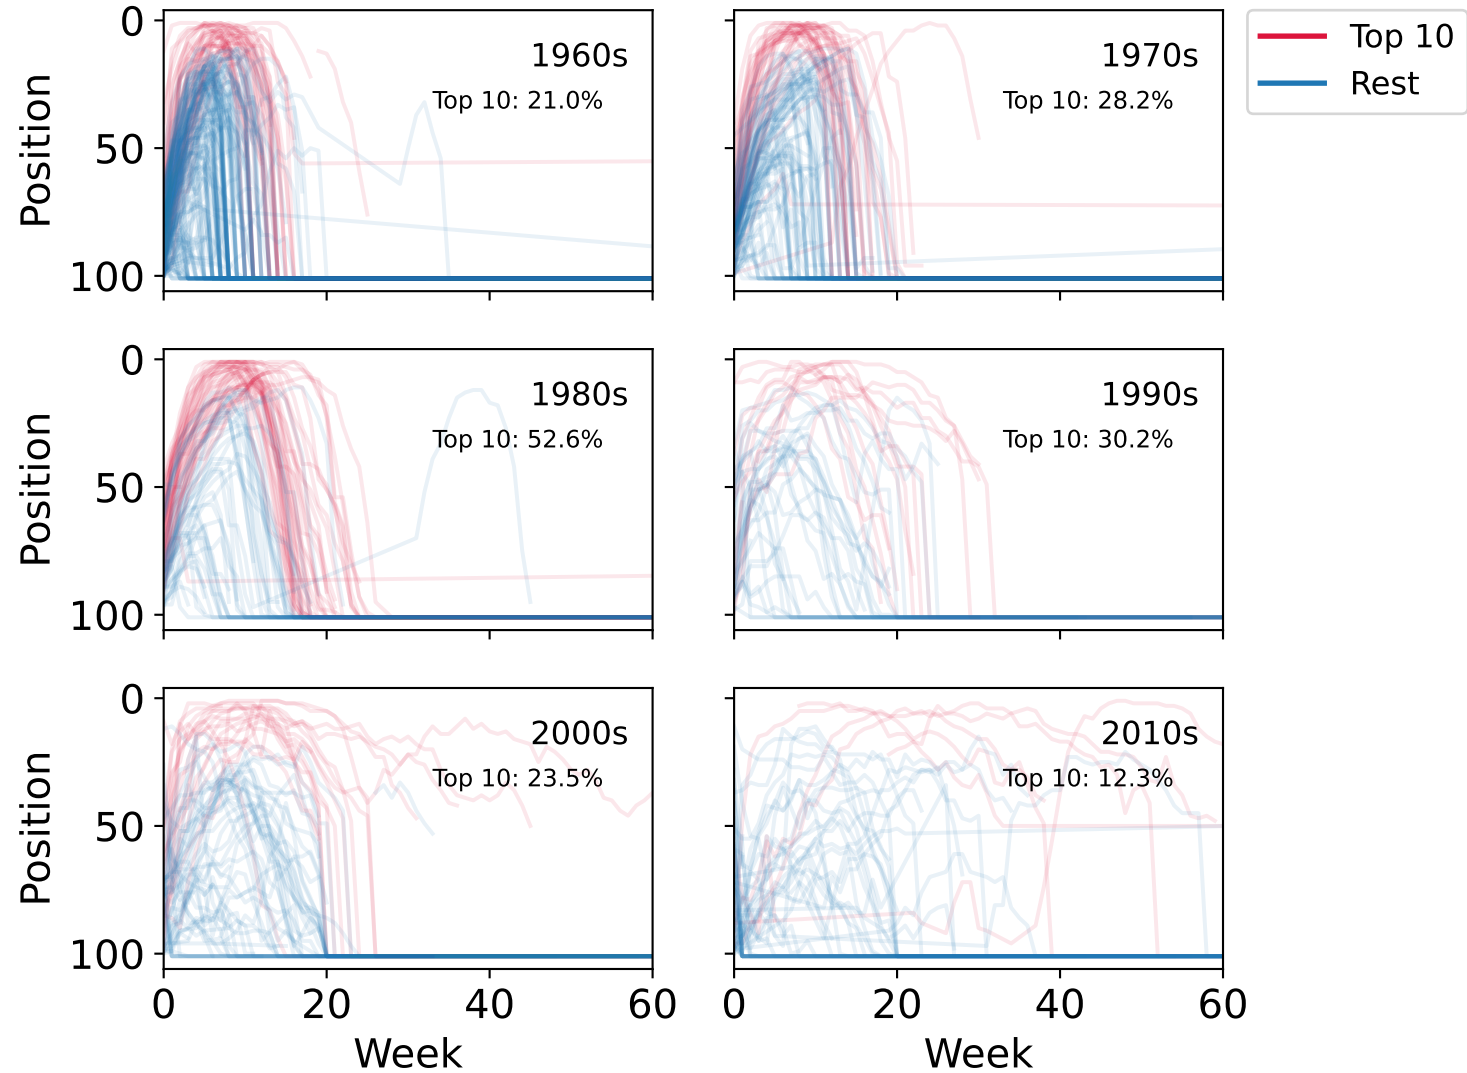 Top 10
Rest
Position
0
50
100
1960s
Top 10: 21.0%
1970s
Top 10: 28.2%
Position
0
50
100
1980s
Top 10: 52.6%
1990s
Top 10: 30.2%
Position
0
50
100
2000s
Top 10: 23.5%
2010s
Top 10: 12.3%
0 20 40 60
0 20 40 60
Week
Week